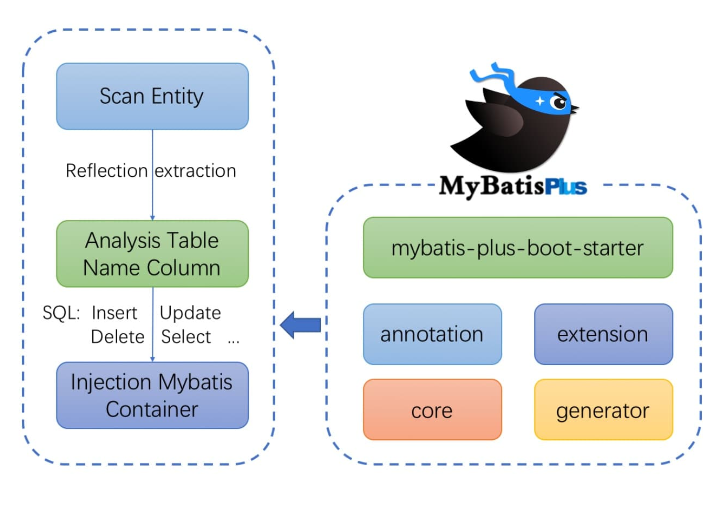 Scan Entity
Reflection extraction
Analysis Table
Name Column
SQL: Insert Update
Delete Select ...
Injection Mybatis
Container
MyBatisPlus
mybatis-plus-boot-starter
annotation extension
core generator